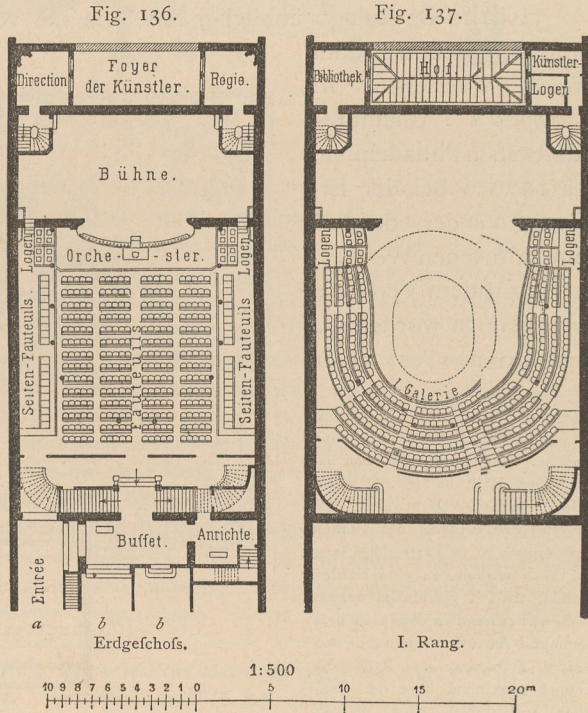 Fig. 136.
Direction
Foyer
der Künstler.
Regie.
Bühne.
Logen
Orche- -ster.
Logen
Seiten-Fauteuils.
Fauteuils
Seiten-Fauteuils
Buffet.
Anrichte.
Entrée
a
b
b
Erdgeſchoſs.
Fig. 137.
Bibliothek.
Hof.
Künstler-
Logen
Logen
Logen
I. Galerie
I. Rang.
1:500
10 9 8 7 6 5 4 3 2 1 0 5 10 15 20m